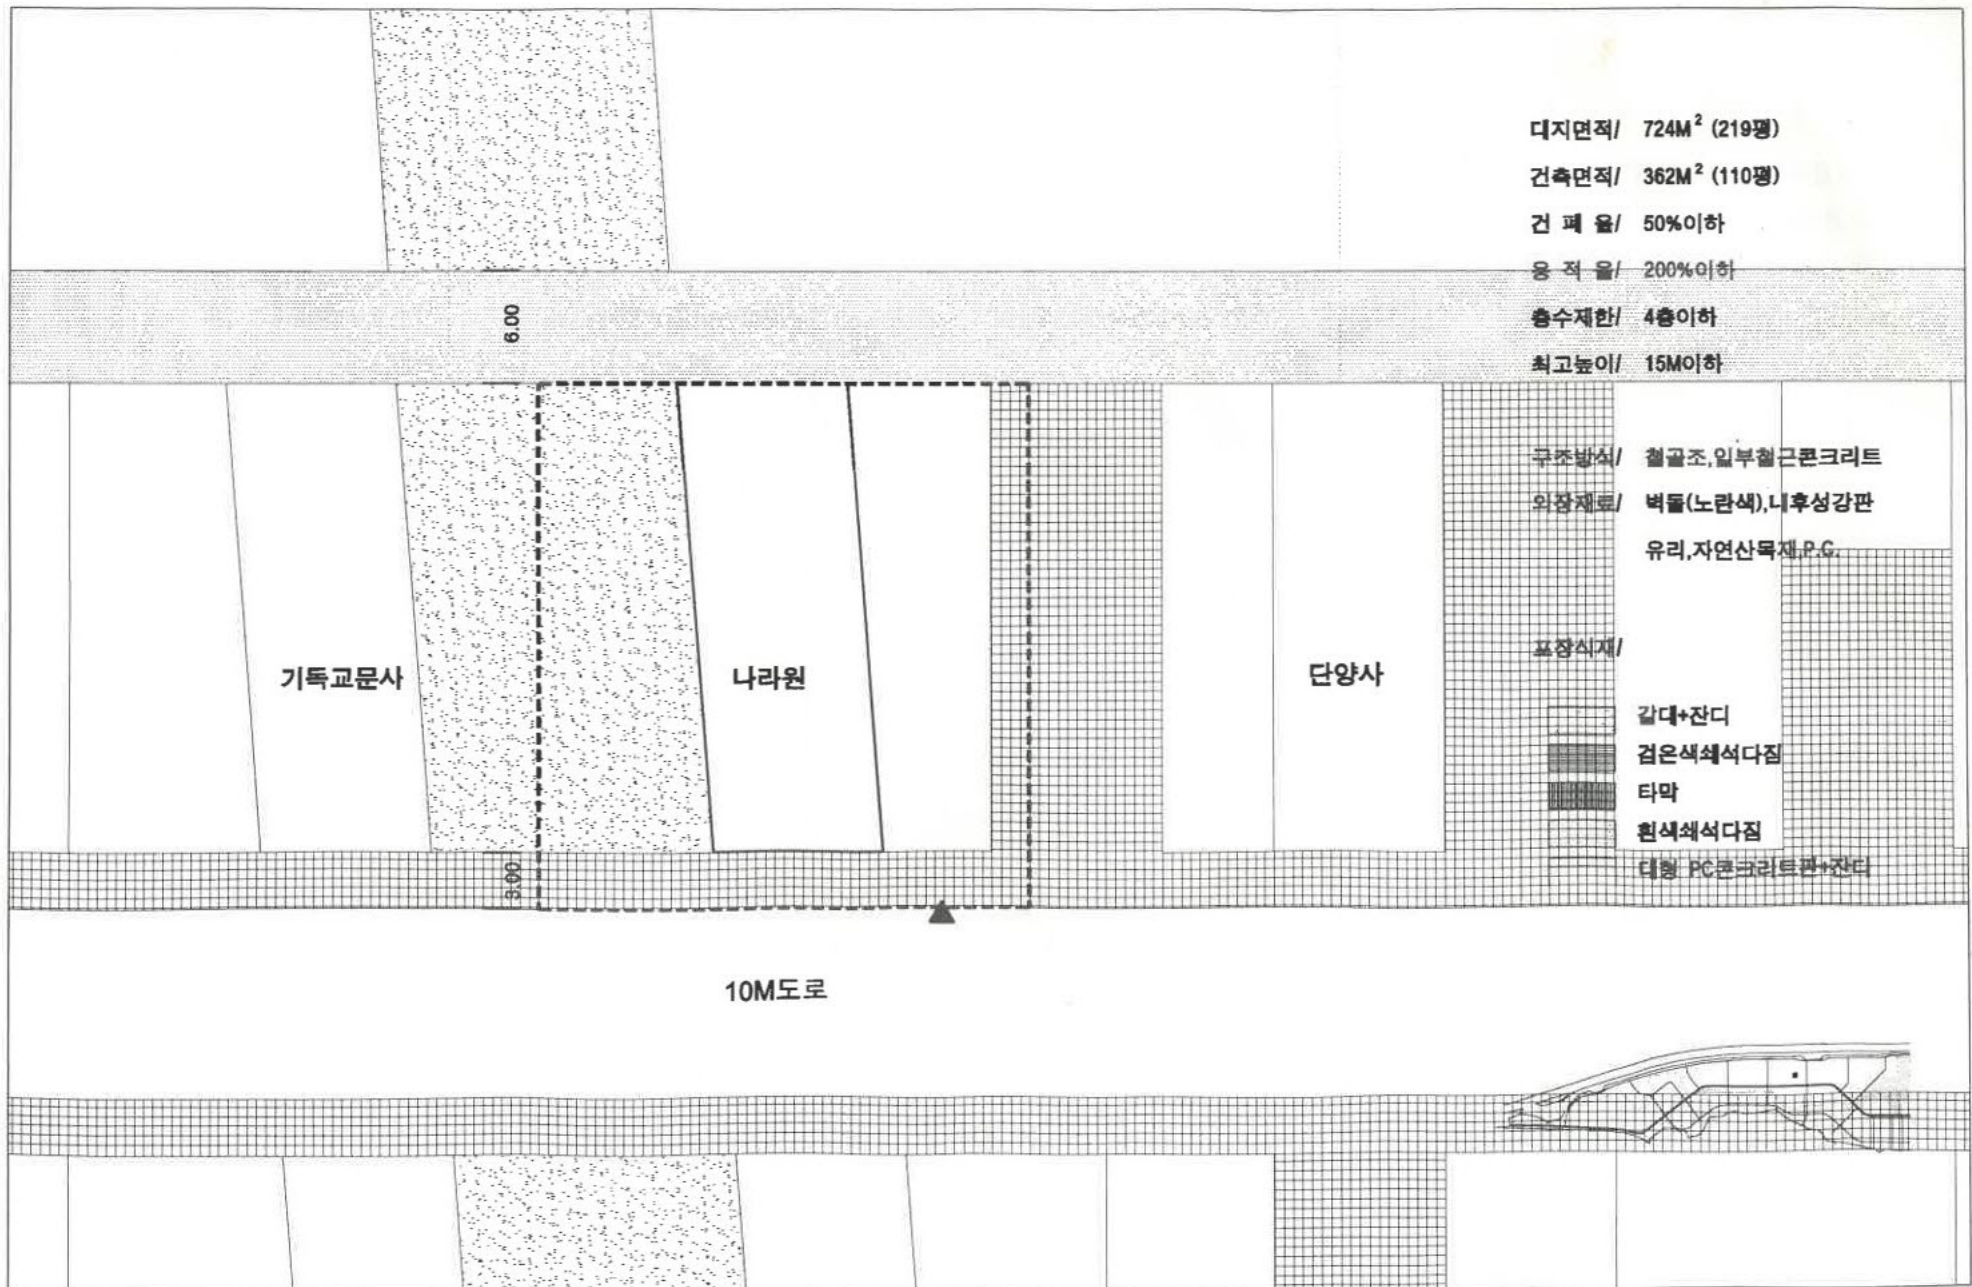 대지면적/ 724M² (219평)
건축면적/ 362M² (110평)
건 폐 율/ 50%이하
용 적 율/ 200%이하
층수제한/ 4층이하
최고높이/ 15M이하
6.00
구조방식/ 철골조,일부철근콘크리트
외장재료/ 벽돌(노란색),내후성강판
유리,자연산목재,P.C.
포장식재/
기독교문사
나라원
단양사
갈대+잔디
검은색쇄석다짐
타막
흰색쇄석다짐
대형 PC콘크리트판+잔디
3.00
10M도로